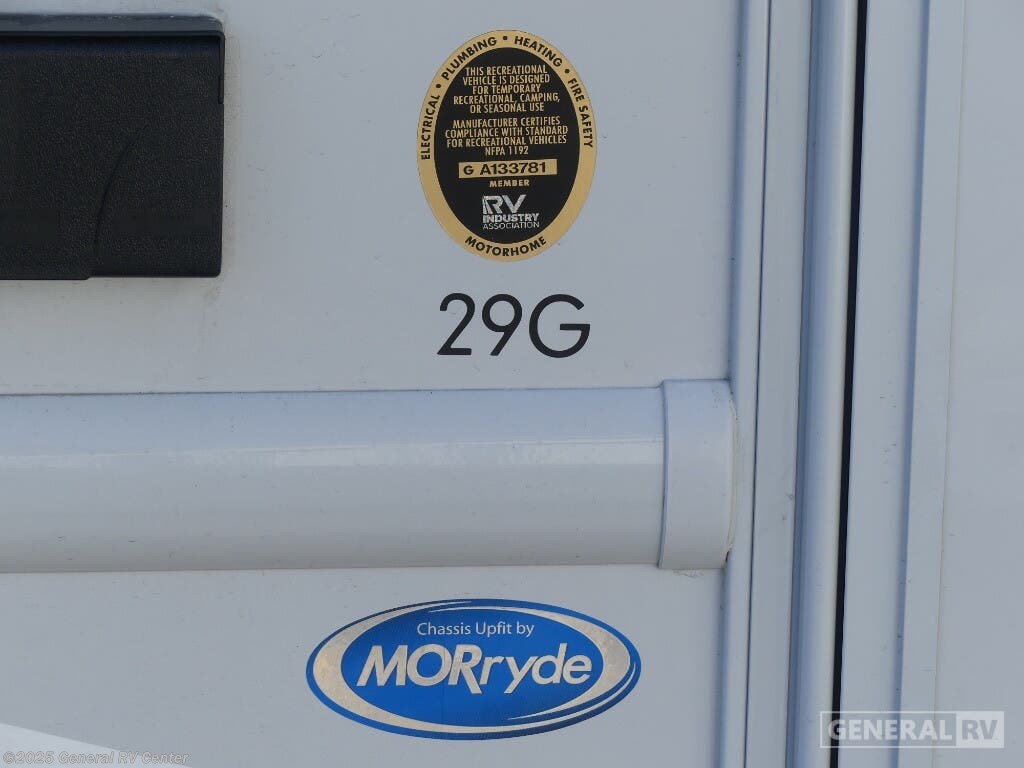 ELECTRICAL • PLUMBING • HEATING • FIRE SAFETY
THIS RECREATIONAL
VEHICLE IS DESIGNED
FOR TEMPORARY
RECREATIONAL, CAMPING,
OR SEASONAL USE
MANUFACTURER CERTIFIES
COMPLIANCE WITH STANDARD
FOR RECREATIONAL VEHICLES
NFPA 1192
G A133781
MEMBER
RV
INDUSTRY
ASSOCIATION
MOTORHOME
29G
Chassis Upfit by
MORryde
GENERAL RV
©2025 General RV Center